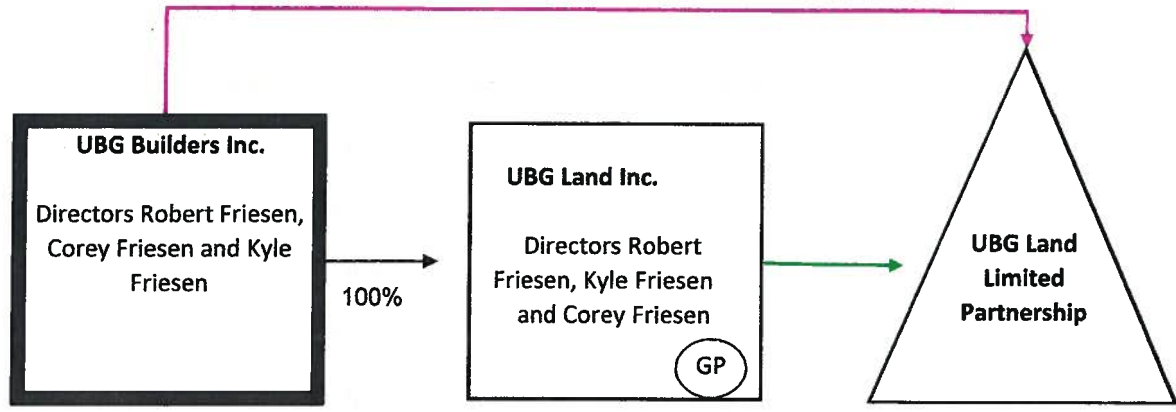 UBG Builders Inc.
Directors Robert Friesen,
Corey Friesen and Kyle
Friesen
100%
UBG Land Inc.
Directors Robert
Friesen, Kyle Friesen
and Corey Friesen
GP
UBG Land
Limited
Partnership